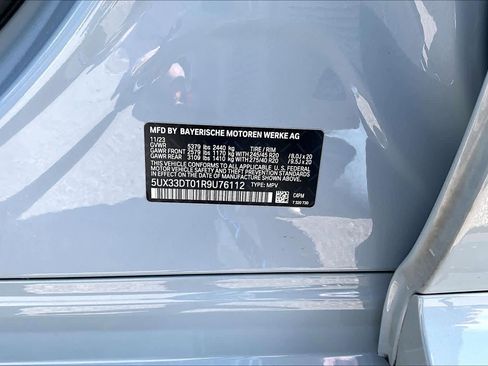 MFD BY BAYERISCHE MOTOREN WERKE AG
11/23
GVWR 5379 lbs 2440 kg TIRE / RIM
GAWR FRONT 2579 lbs 1170 kg WITH 245/45 R20 / 8.0J x 20
GAWR REAR 3109 lbs 1410 kg WITH 275/40 R20 / 9.5J x 20
THIS VEHICLE CONFORMS TO ALL APPLICABLE U.S. FEDERAL
MOTOR VEHICLE SAFETY STANDARDS IN EFFECT ON THE DATE OF
MANUFACTURE SHOWN ABOVE.
5UX33DT01R9U76112 TYPE: MPV
C4PM